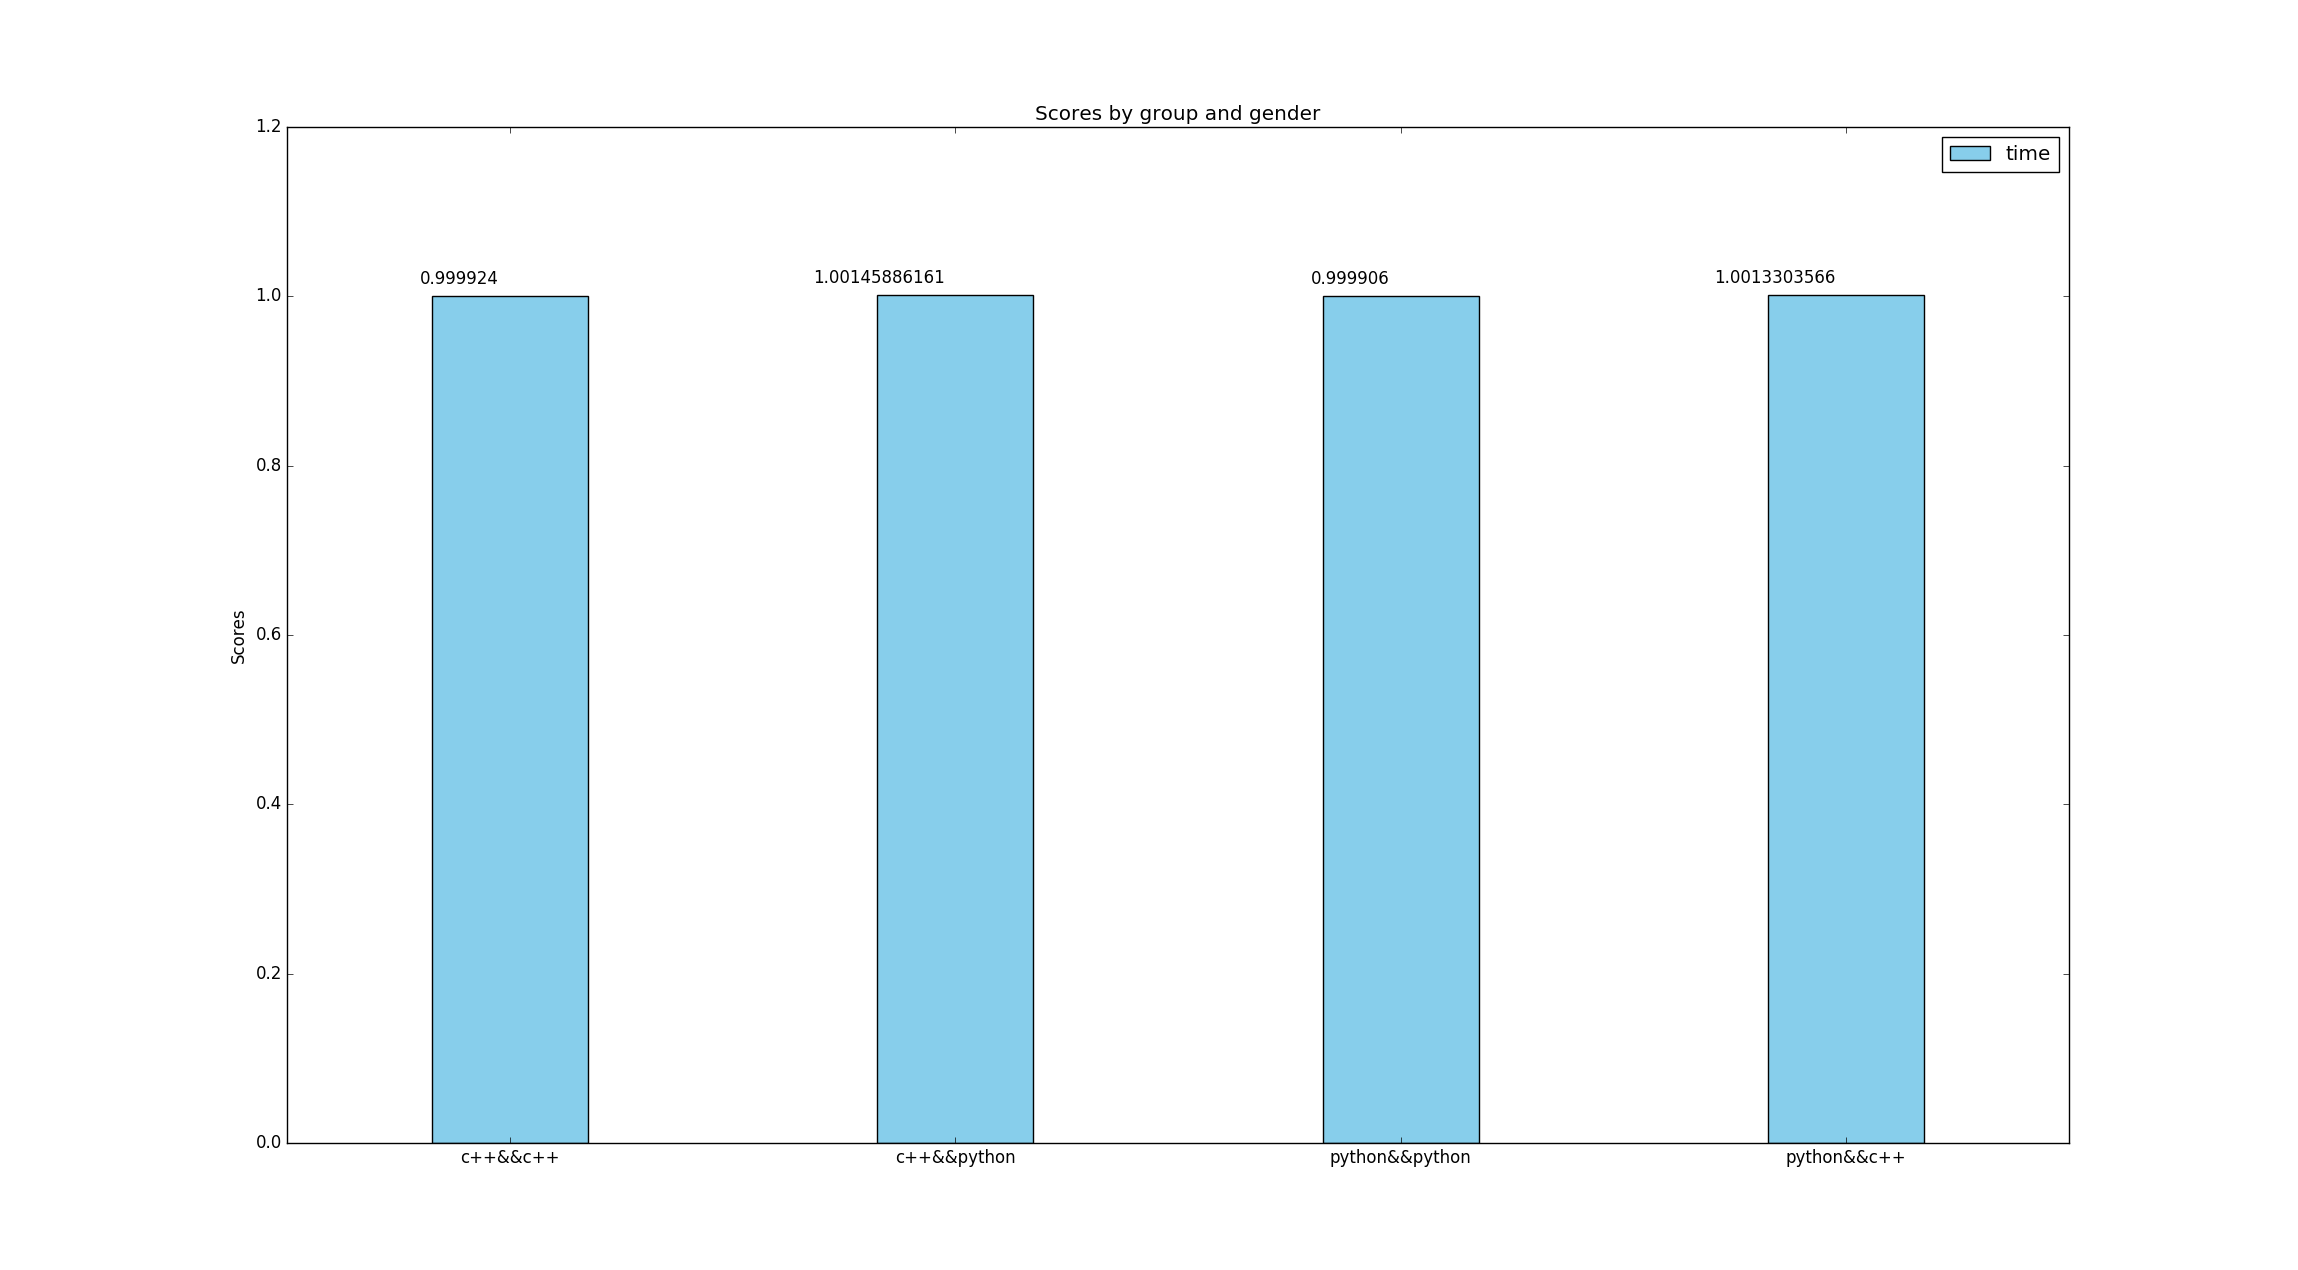 Scores by group and gender
time
1.2
1.0
0.8
0.6
0.4
0.2
0.0
Scores
0.999924
1.00145886161
0.999906
1.0013303566
c++&&c++
c++&&python
python&&python
python&&c++